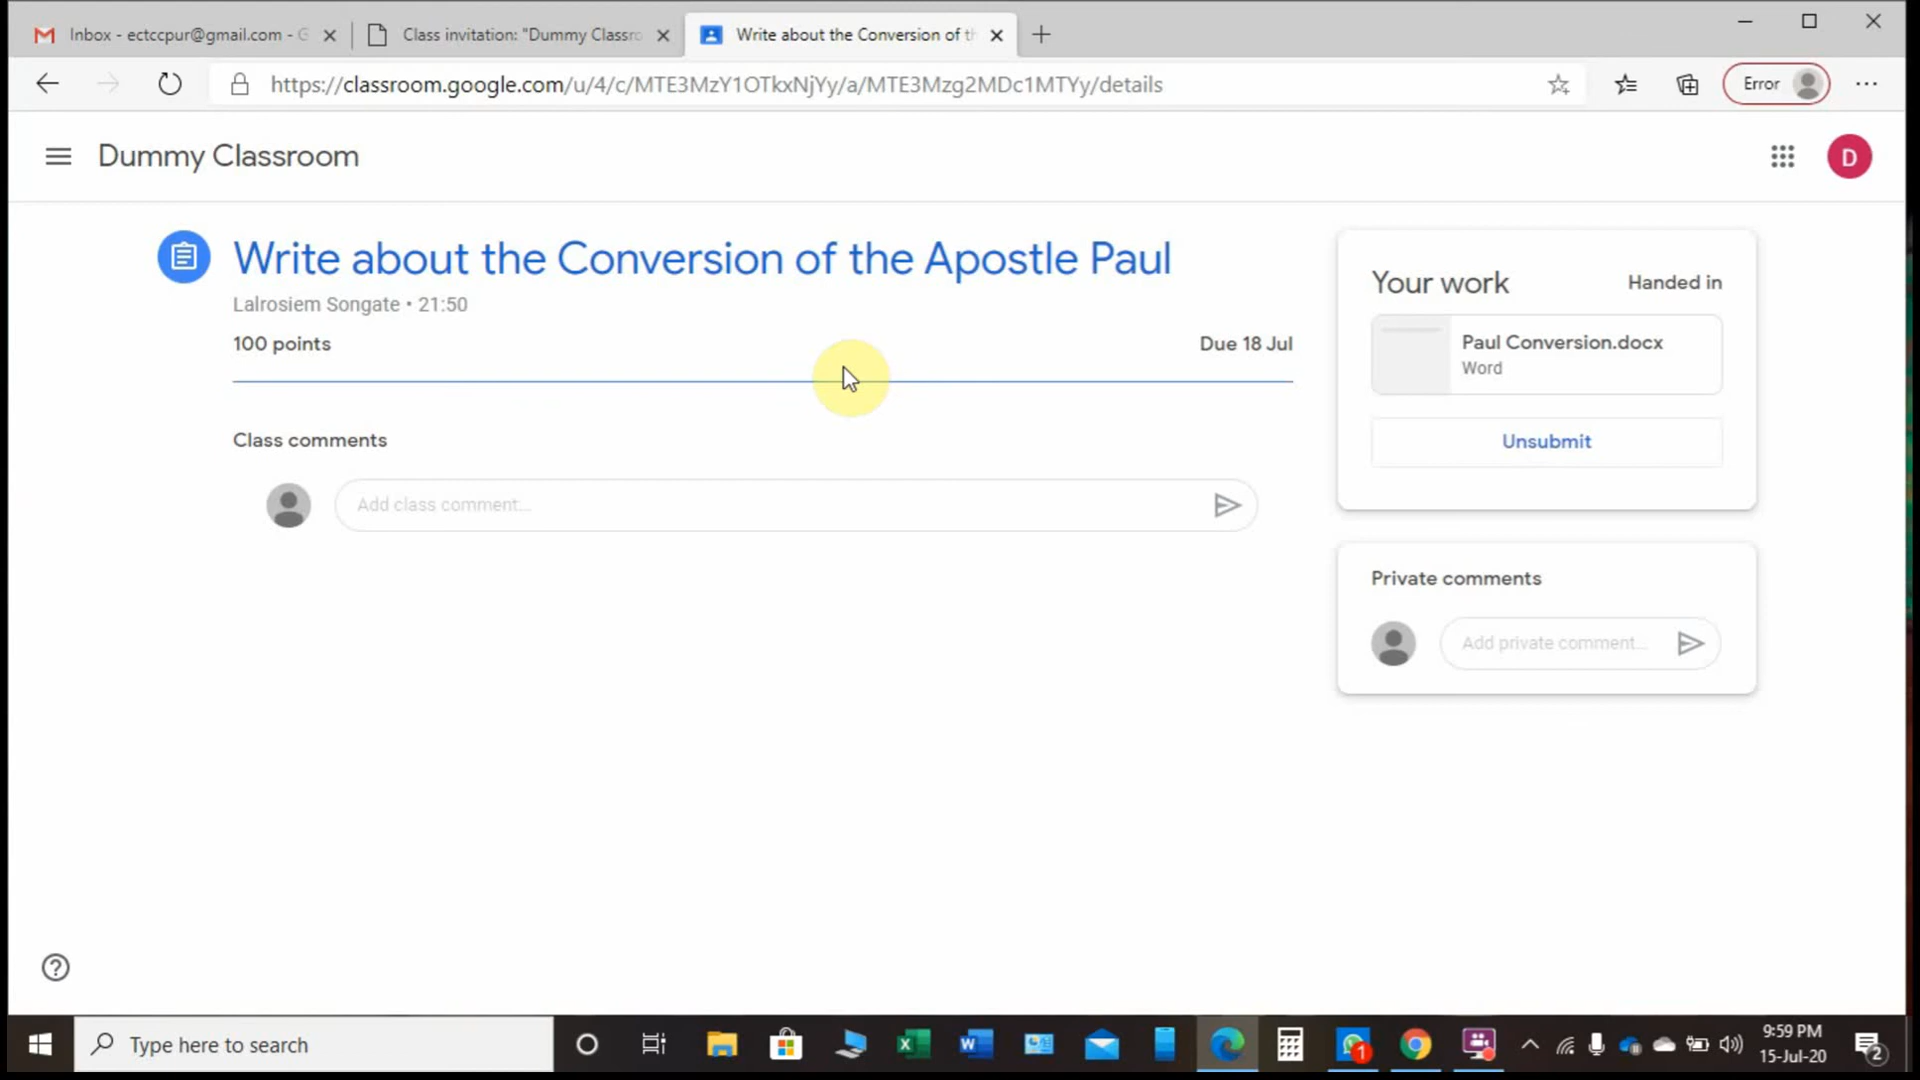 Inbox - ectccpur@gmail.com - G
Class invitation: "Dummy Classro
Write about the Conversion of th
https://classroom.google.com/u/4/c/MTE3MzY1OTkxNjYy/a/MTE3Mzg2MDc1MTYy/details
Error
Dummy Classroom
D
Write about the Conversion of the Apostle Paul
Lalrosiem Songate • 21:50
100 points
Due 18 Jul
Class comments
Add class comment...
Your work
Handed in
Paul Conversion.docx
Word
Unsubmit
Private comments
Add private comment...
Type here to search
1
9:59 PM
15-Jul-20
2